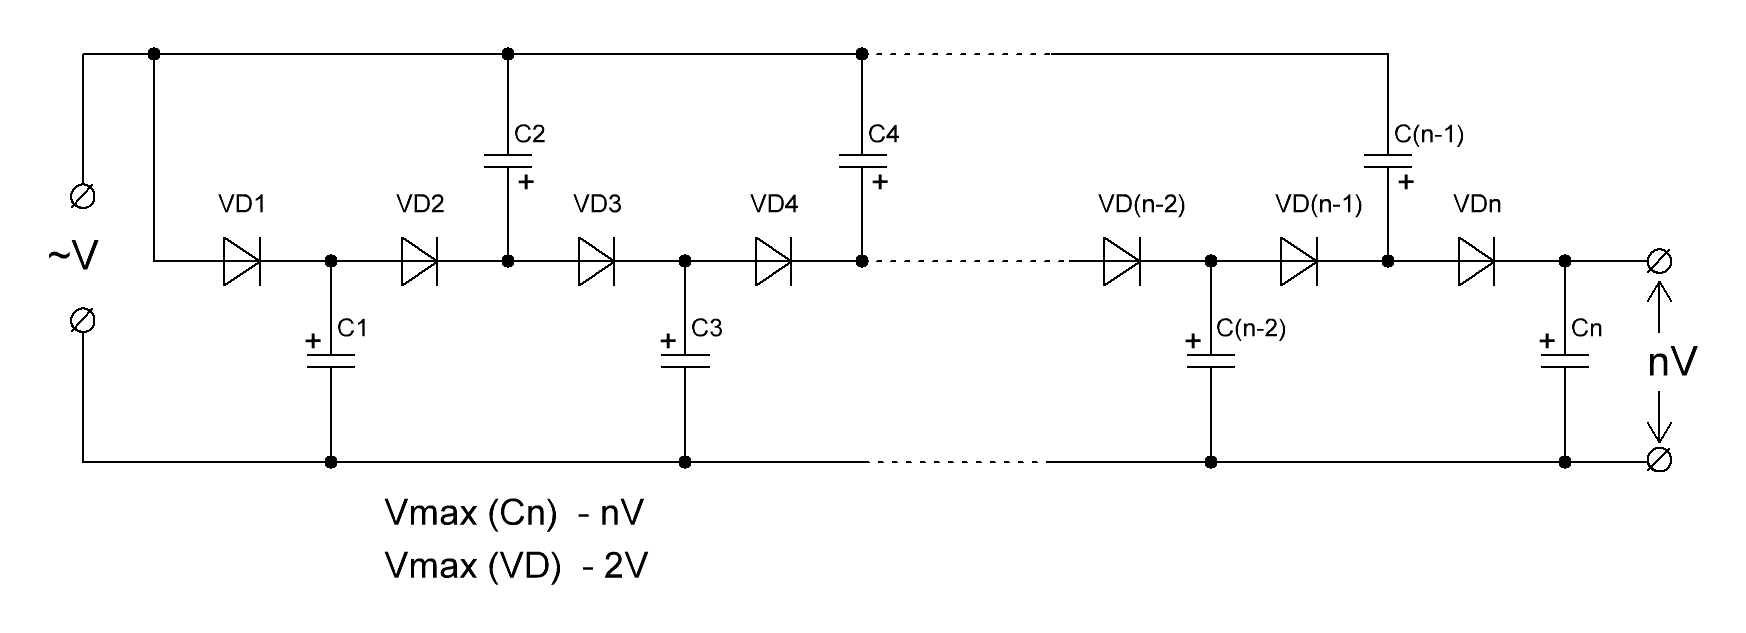 C2
C4
C(n-1)
+
+
+
VD1
VD2
VD3
VD4
VD(n-2)
VD(n-1)
VDn
~V
+
C1
+
C3
+
C(n-2)
+
Cn
nV
Vmax (Cn) - nV
Vmax (VD) - 2V